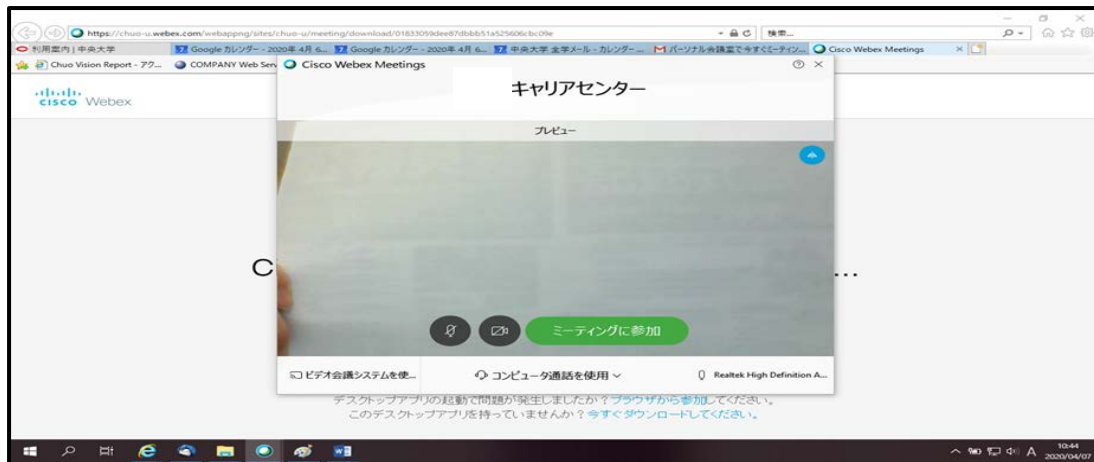 https://chuo-u.webex.com/webappng/sites/chuo-u/meeting/download/01833059dee87dbbb51a525606cbc09e
検索...
利用案内 | 中央大学
Google カレンダー - 2020年 4月 6...
Google カレンダー - 2020年 4月 6...
中央大学 全学メール - カレンダー ...
パーソナル会議室で今すぐミーティン...
Cisco Webex Meetings
Chuo Vision Report - アク...
COMPANY Web Serv
Cisco Webex Meetings
cisco Webex
キャリアセンター
プレビュー
C
...
ミーティングに参加
ビデオ会議システムを使...
コンピュータ通話を使用
Realtek High Definition A...
デスクトップアプリの起動で問題が発生しましたか？ブラウザから参加してください。
このデスクトップアプリを持っていませんか？今すぐダウンロードしてください。
A
10:44
2020/04/07